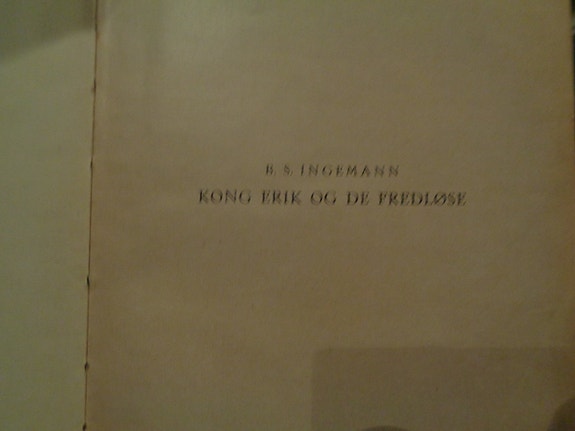 B. S. INGEMANN
KONG ERIK OG DE FREDLØSE